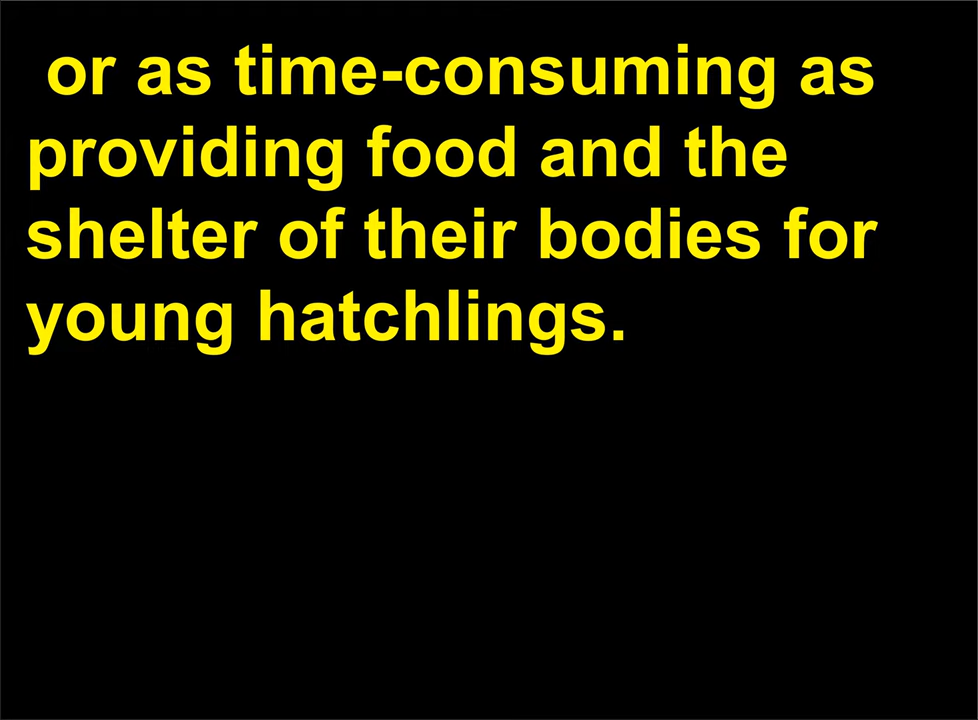 or as time-consuming as
providing food and the
shelter of their bodies for
young hatchlings.